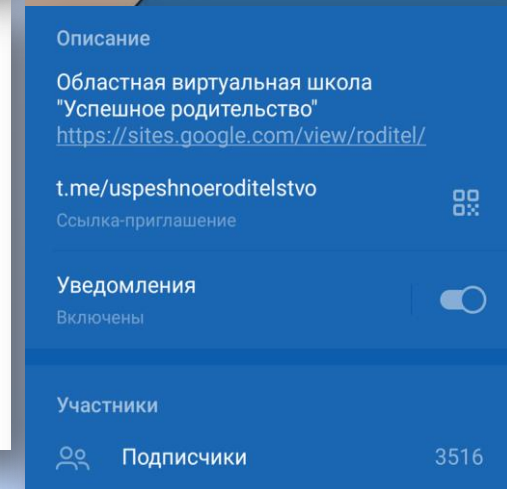 Описание
Областная виртуальная школа
"Успешное родительство"
https://sites.google.com/view/roditel/
t.me/uspeshnoeroditelstvo
Ссылка-приглашение
Уведомления
Включены
Участники
Подписчики 3516